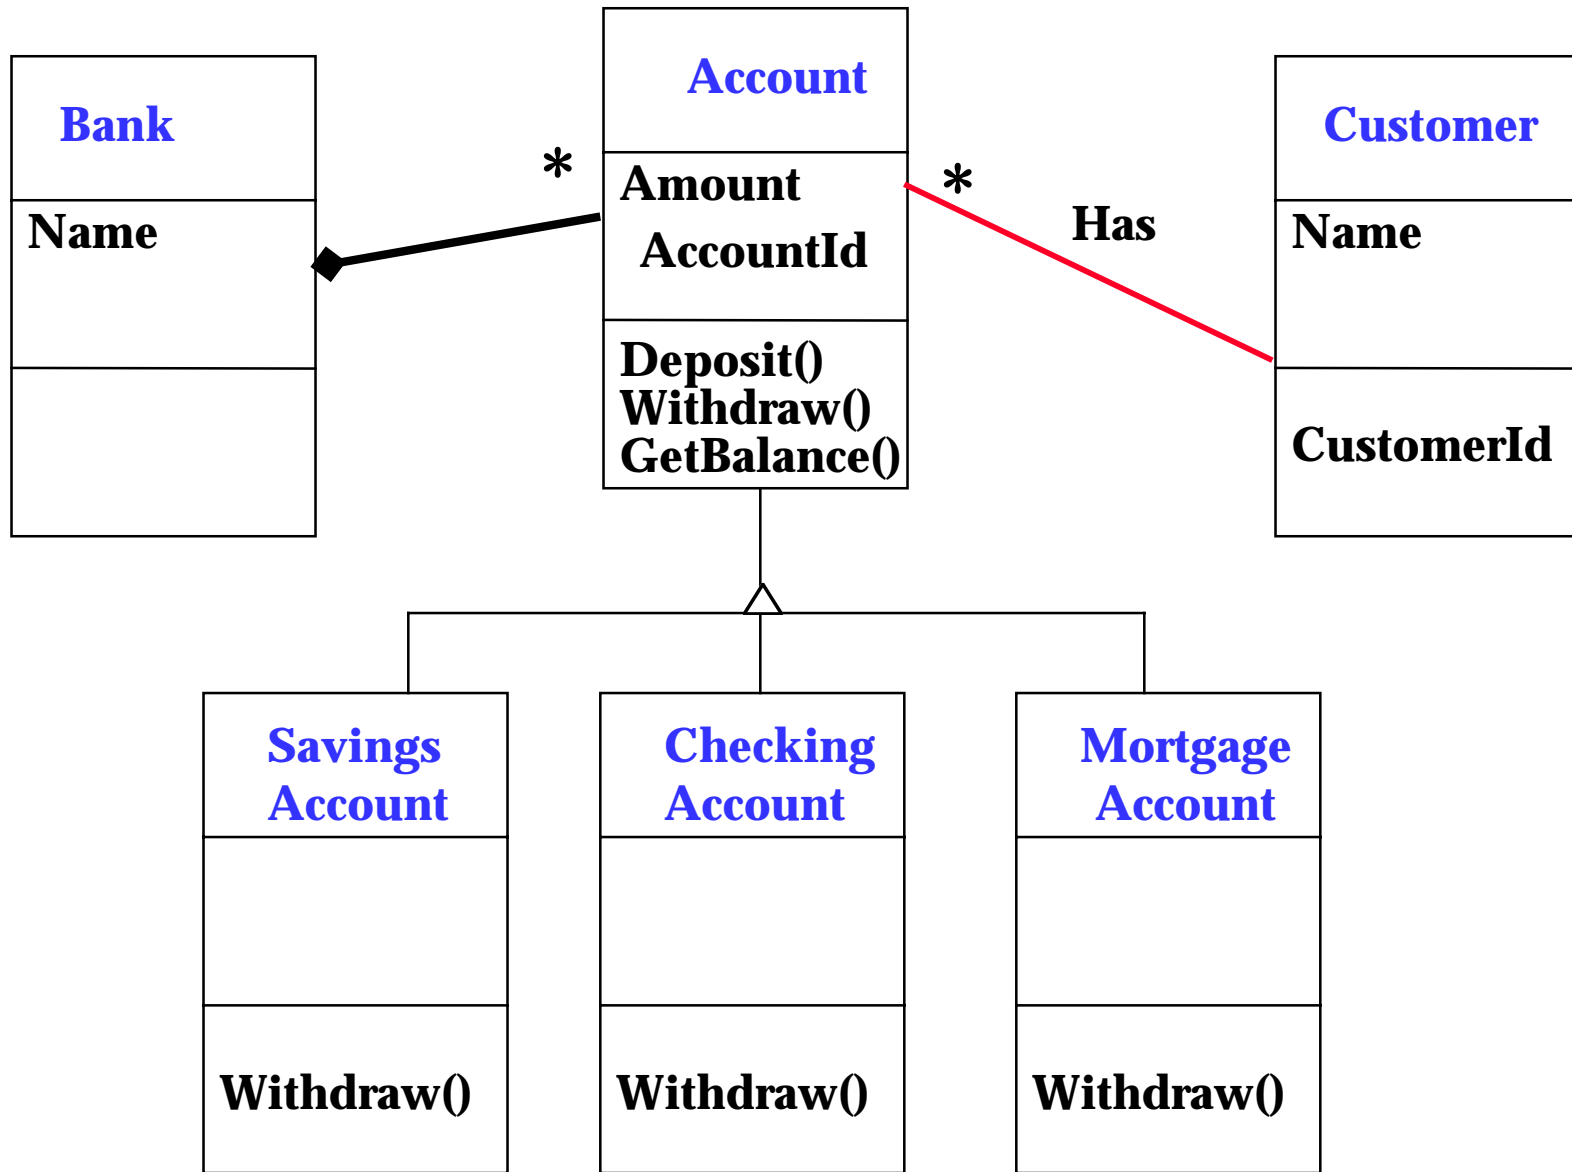 Bank
Name
*
Account
Amount
AccountId
Deposit()
Withdraw()
GetBalance()
*
Has
Customer
Name
CustomerId
Savings
Account
Withdraw()
Checking
Account
Withdraw()
Mortgage
Account
Withdraw()